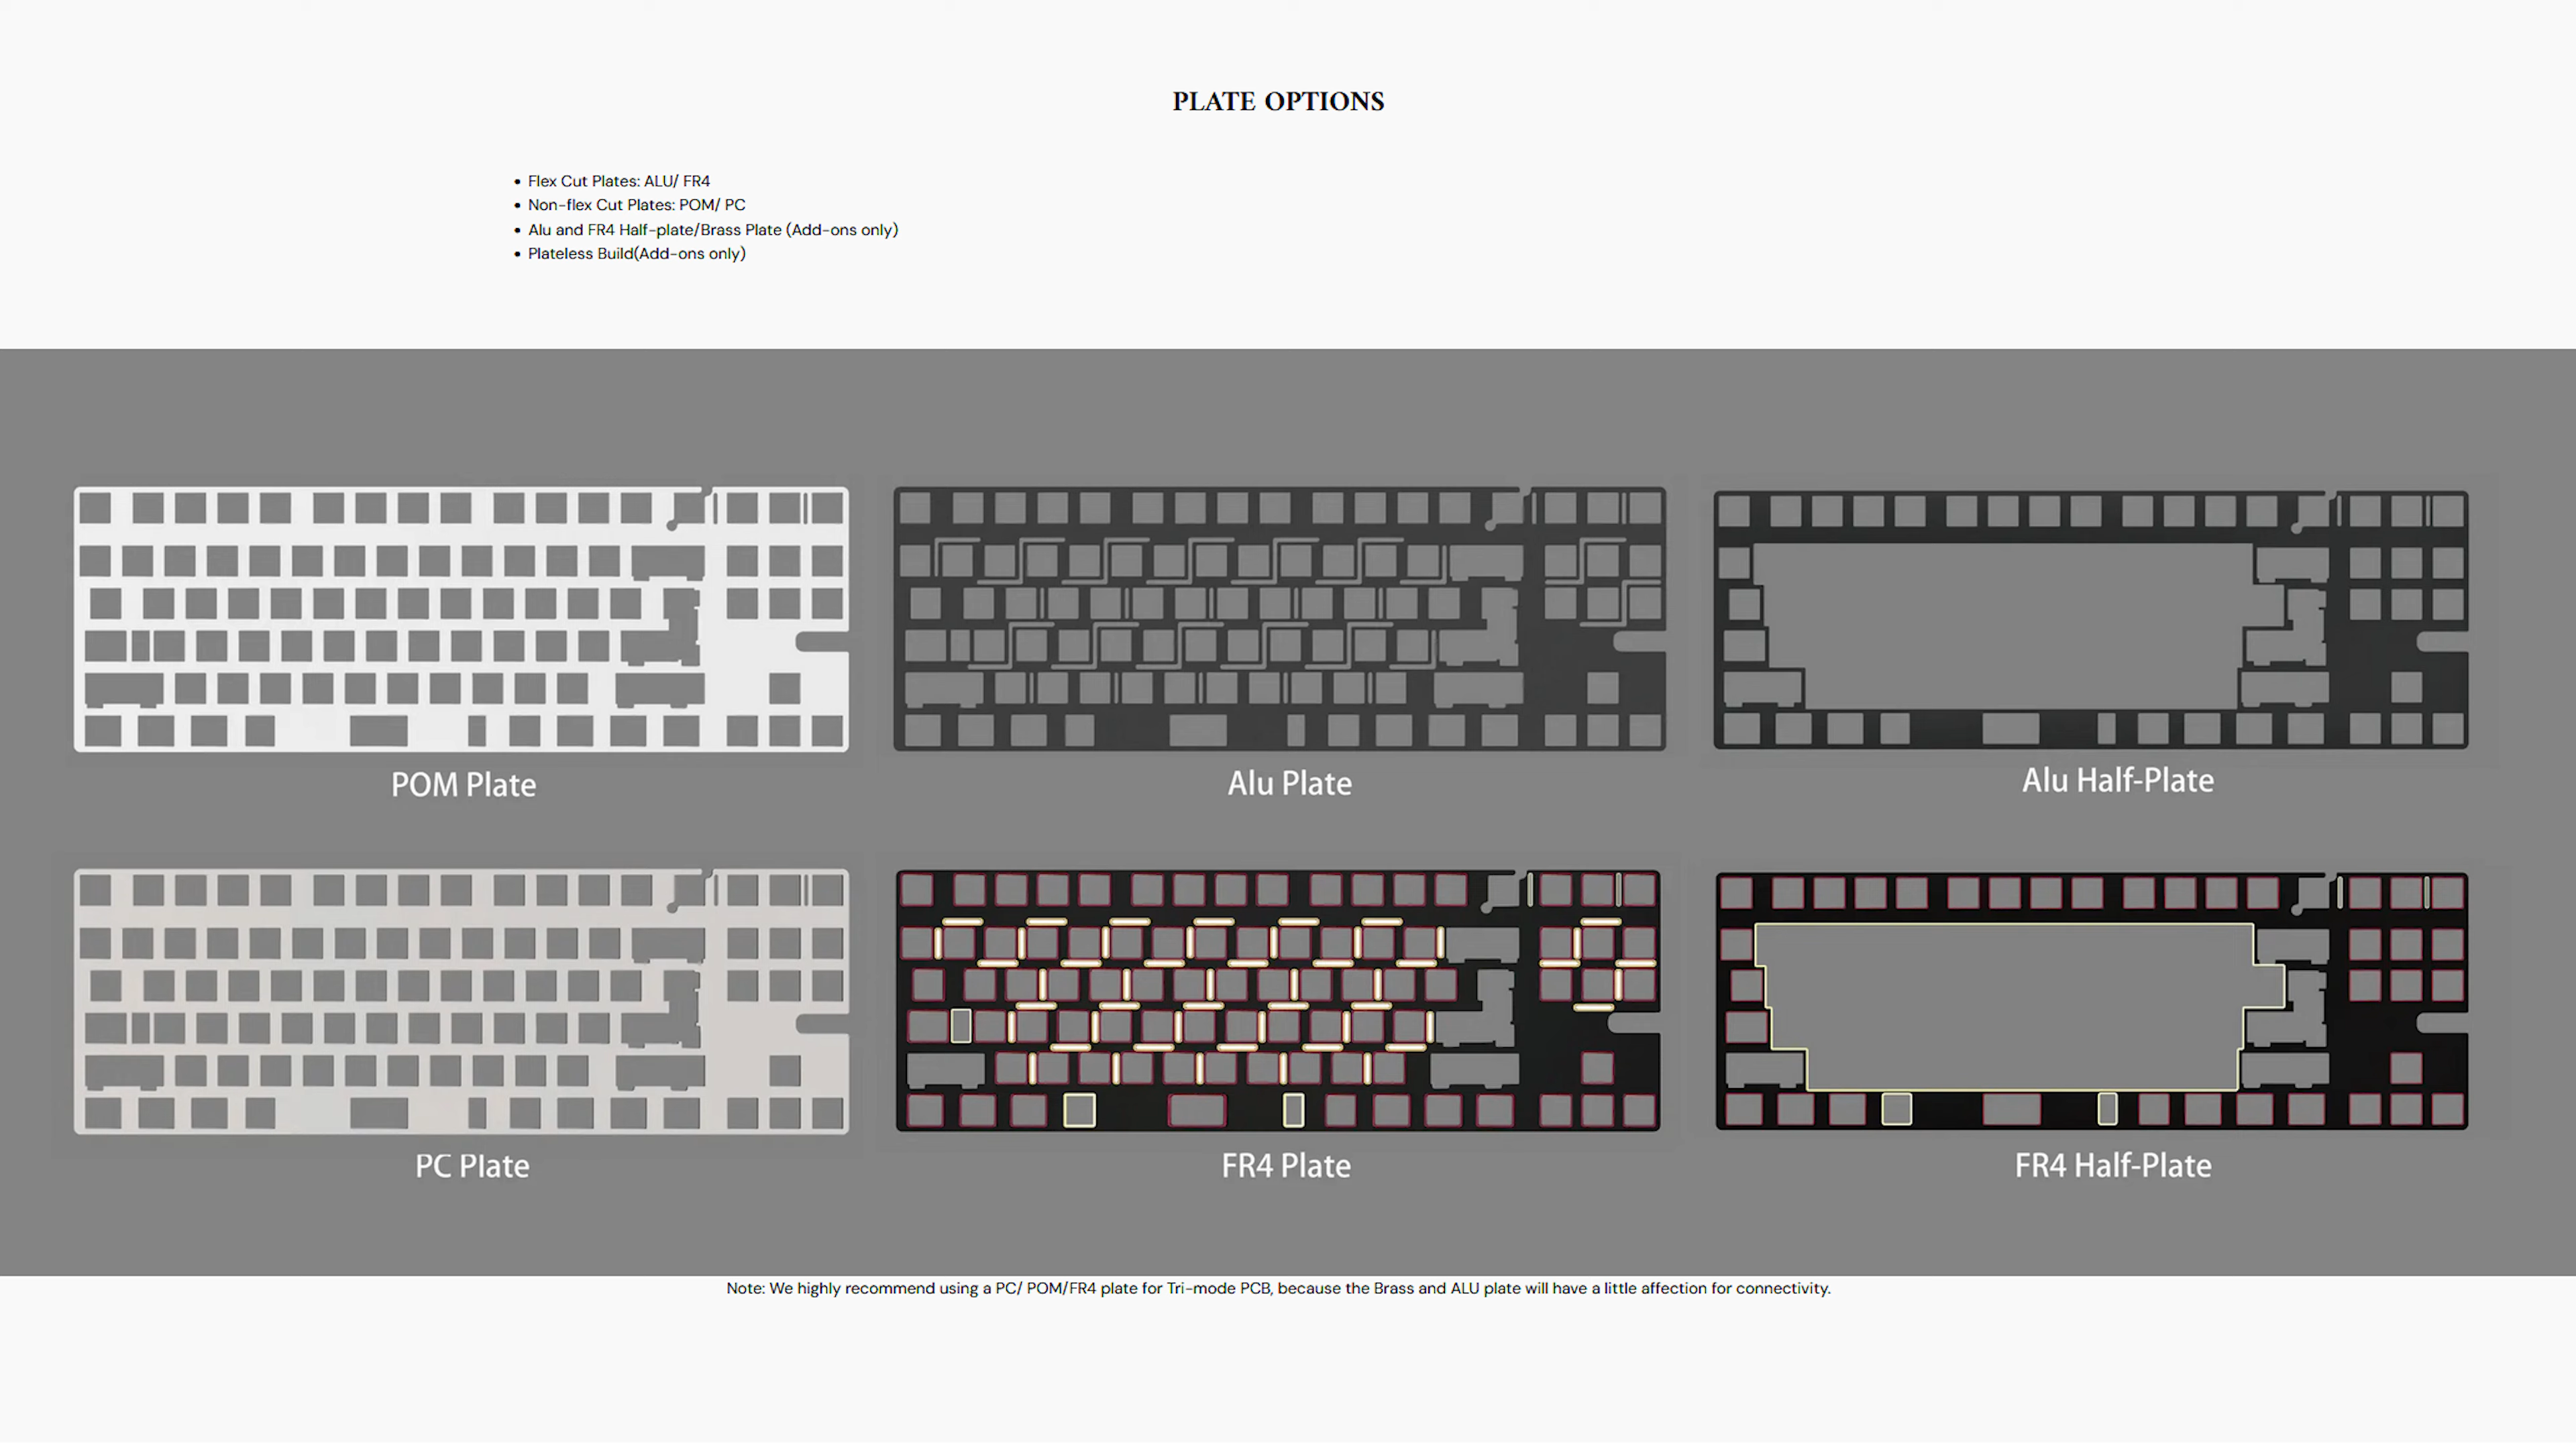 PLATE OPTIONS
Flex Cut Plates: ALU/ FR4
Non-flex Cut Plates: POM/ PC
Alu and FR4 Half-plate/Brass Plate (Add-ons only)
Plateless Build(Add-ons only)
POM Plate
Alu Plate
Alu Half-Plate
PC Plate
FR4 Plate
FR4 Half-Plate
Note: We highly recommend using a PC/ POM/FR4 plate for Tri-mode PCB, because the Brass and ALU plate will have a little affection for connectivity.